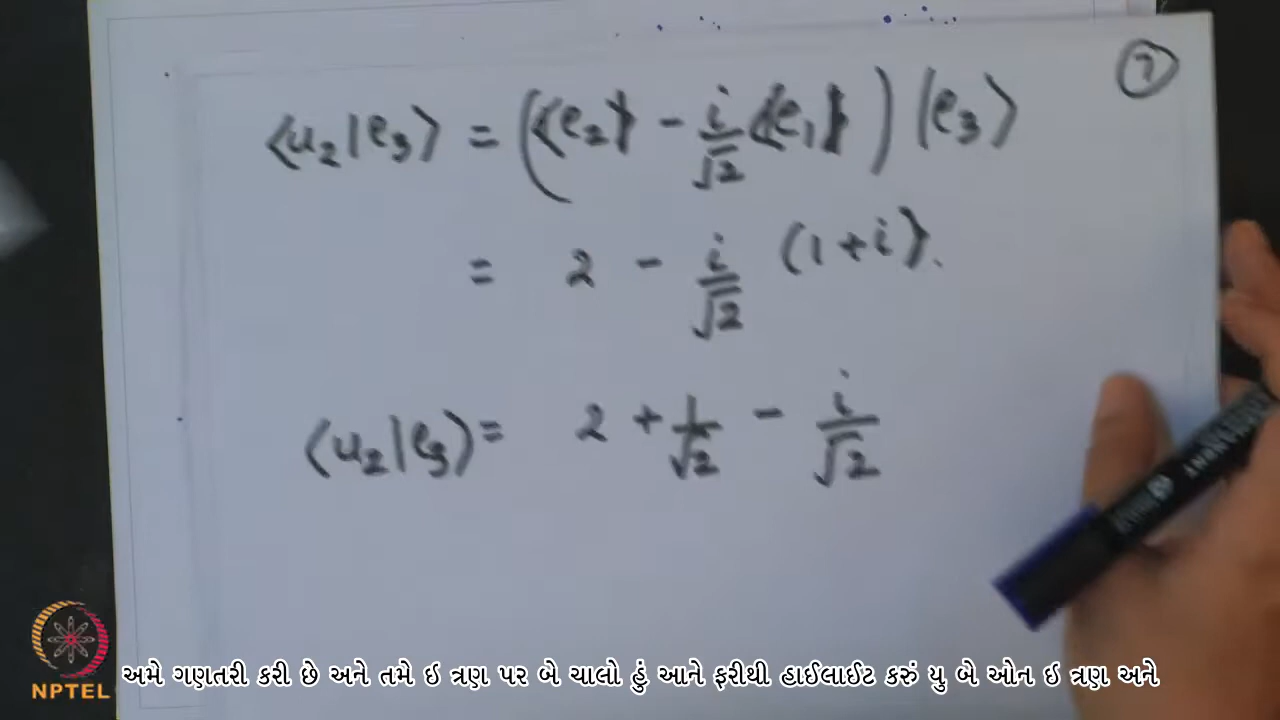 7
⟨u₂|e₃⟩ = (⟨e₂| - i/√2 ⟨e₁|) |e₃⟩
= 2 - i/√2 (1+i).
⟨u₂|e₃⟩ = 2 + 1/√2 - i/√2
NPTEL
અમે ગણતરી કરી છે અને તમે ઇ ત્રણ પર બે ચાલો હું આને ફરીથી હાઈલાઈટ કરું યુ બે ઓન ઇ ત્રણ અને